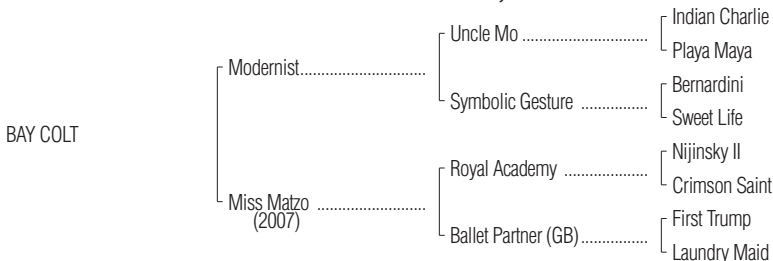 Indian Charlie
Uncle Mo ..................................
Playa Maya
Modernist..............................
Bernardini
Symbolic Gesture ..................
Sweet Life
BAY COLT
Nijinsky II
Royal Academy ......................
Crimson Saint
Miss Matzo ..........................
(2007)
First Trump
Ballet Partner (GB)..................
Laundry Maid